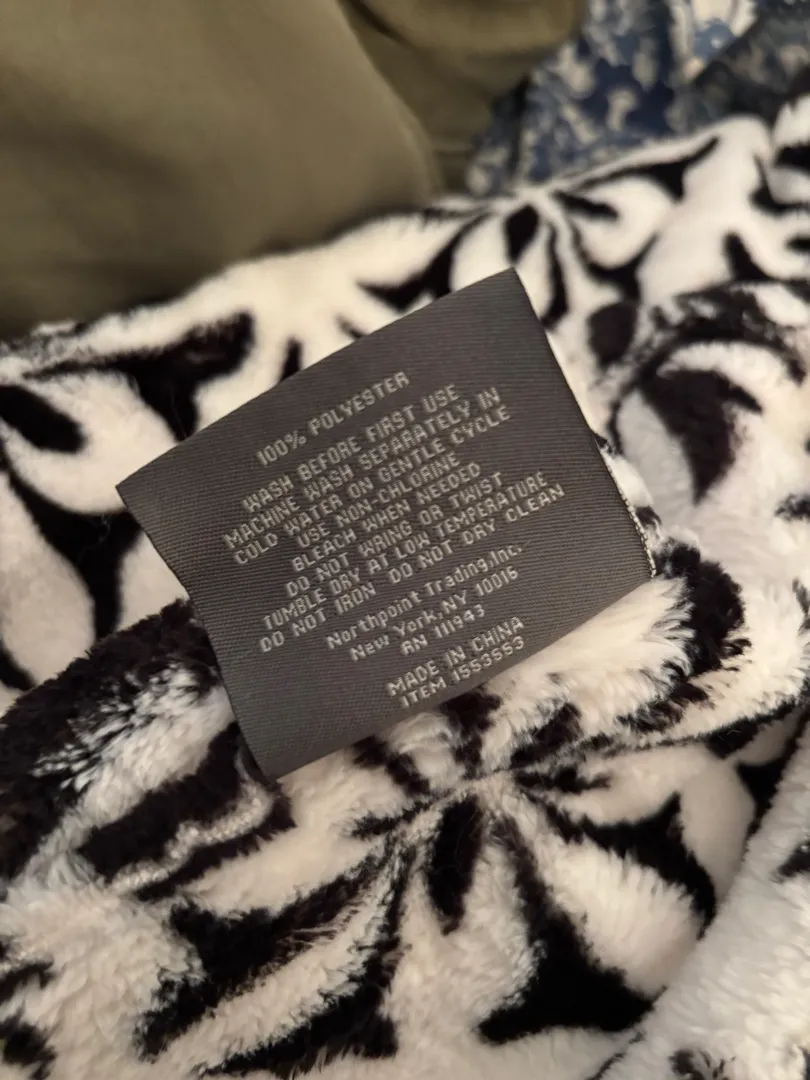 100% POLYESTER
WASH BEFORE FIRST USE
MACHINE WASH SEPARATELY IN
COLD WATER ON GENTLE CYCLE
USE NON-CHLORINE
BLEACH WHEN NEEDED
DO NOT WRING OR TWIST
TUMBLE DRY AT LOW TEMPERATURE
DO NOT IRON DO NOT DRY CLEAN
Northpoint Trading,Inc.
New York,NY 10016
RN 111943
MADE IN CHINA
ITEM 1553553